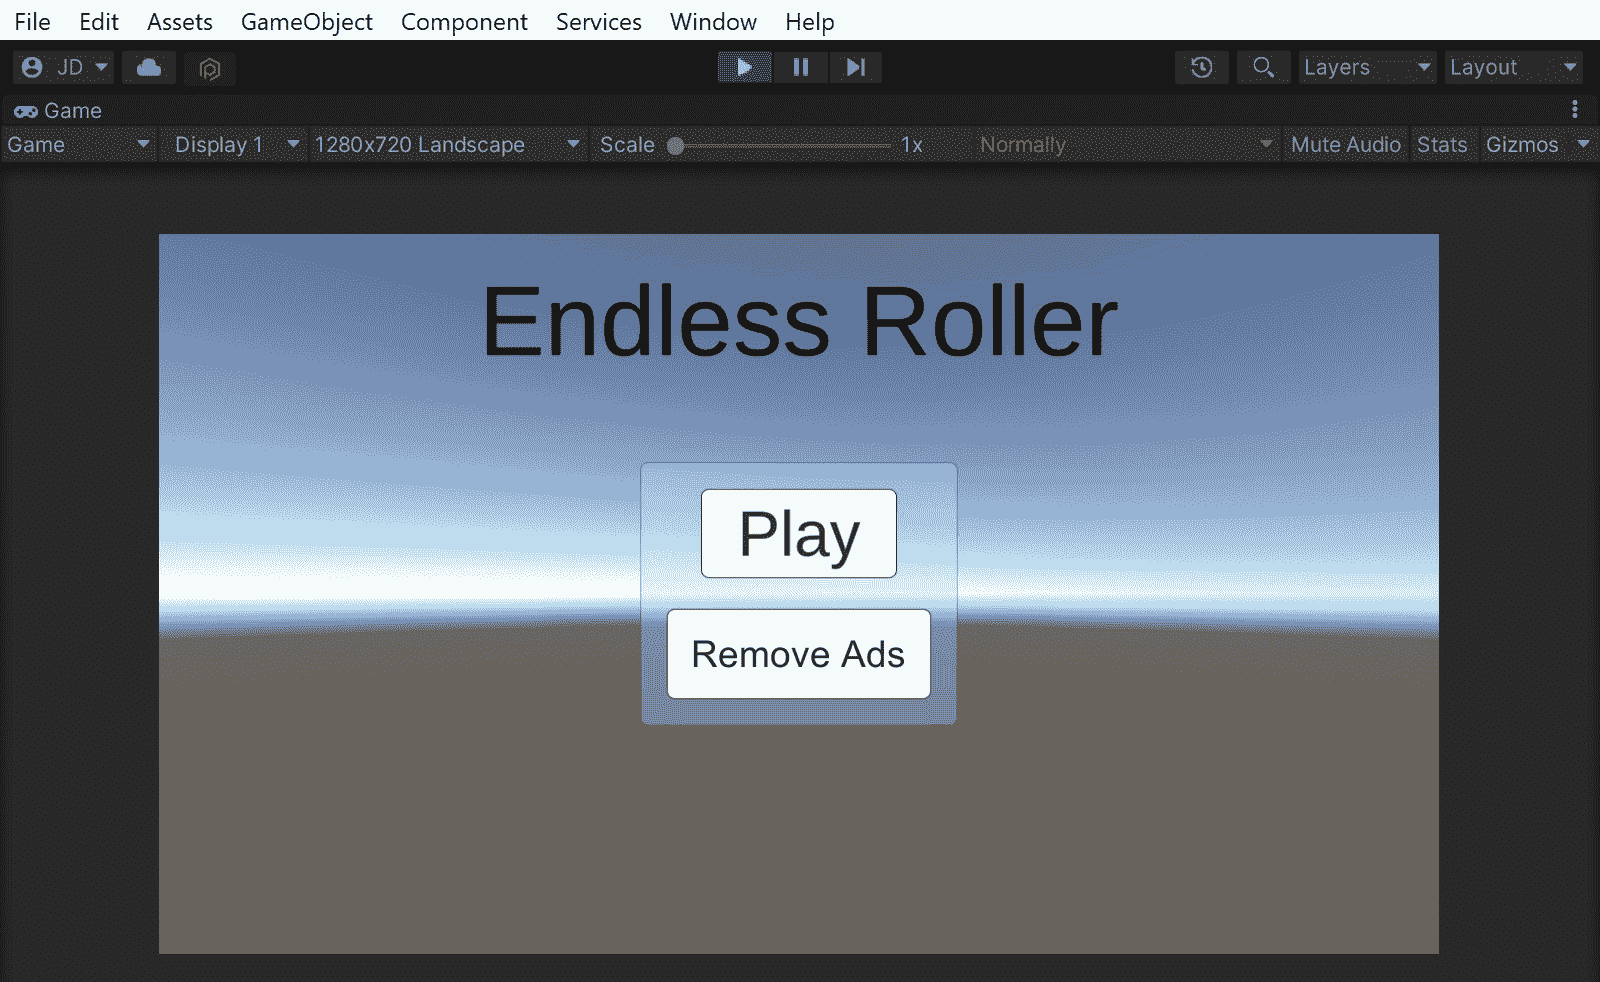 File Edit Assets GameObject Component Services Window Help
JD Layers Layout
Game
Game Display 1 1280x720 Landscape Scale 1x Normally Mute Audio Stats Gizmos
Endless Roller
Play
Remove Ads